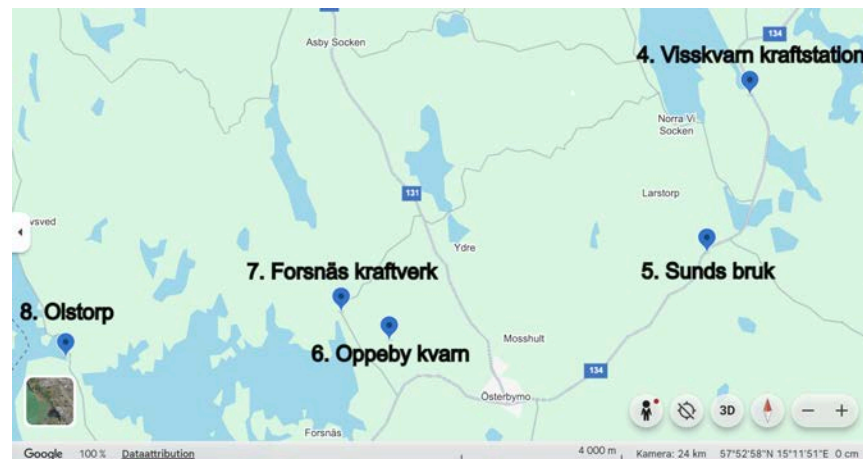 Asby Socken
134
4. Visskvarn kraftstation
Norra Vi
Socken
131
Larstorp
vsved
Ydre
7. Forsnäs kraftverk
5. Sunds bruk
8. Olstorp
6. Oppeby kvarn
Mosshult
134
Österbymo
3D
Forsnäs
Google 100 % Dataattribution 4 000 m Kamera: 24 km 57°52'58"N 15°11'51"E 0 cm